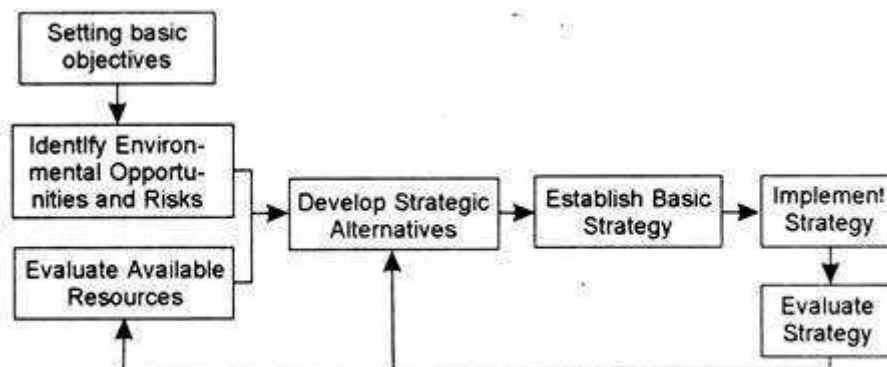 Setting basic
objectives
Identify Environ-
mental Opportu-
nities and Risks
Evaluate Available
Resources
Develop Strategic
Alternatives
Establish Basic
Strategy
Implement
Strategy
Evaluate
Strategy